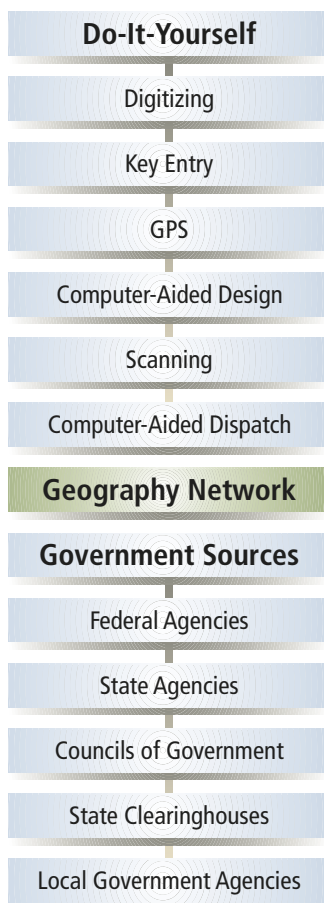 Do-It-Yourself
Digitizing
Key Entry
GPS
Computer-Aided Design
Scanning
Computer-Aided Dispatch
Geography Network
Government Sources
Federal Agencies
State Agencies
Councils of Government
State Clearinghouses
Local Government Agencies